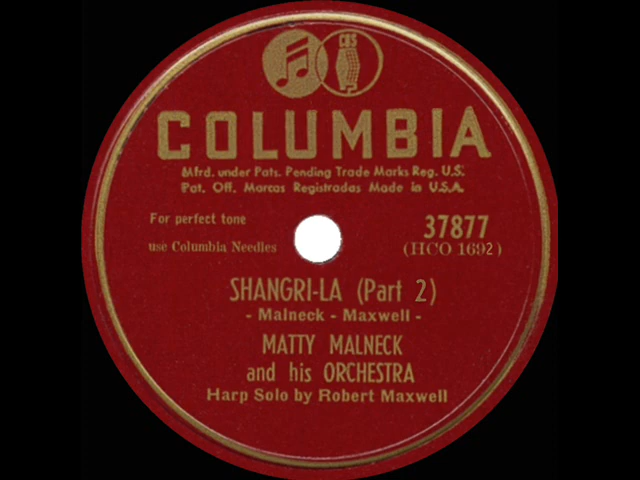 CBS
COLUMBIA
Mfrd. under Pats. Pending Trade Marks Reg. U.S.
Pat. Off. Marcas Registradas Made in U.S.A.
For perfect tone
use Columbia Needles
37877
(HCO 1692)
SHANGRI-LA (Part 2)
- Malneck - Maxwell -
MATTY MALNECK
and his ORCHESTRA
Harp Solo by Robert Maxwell